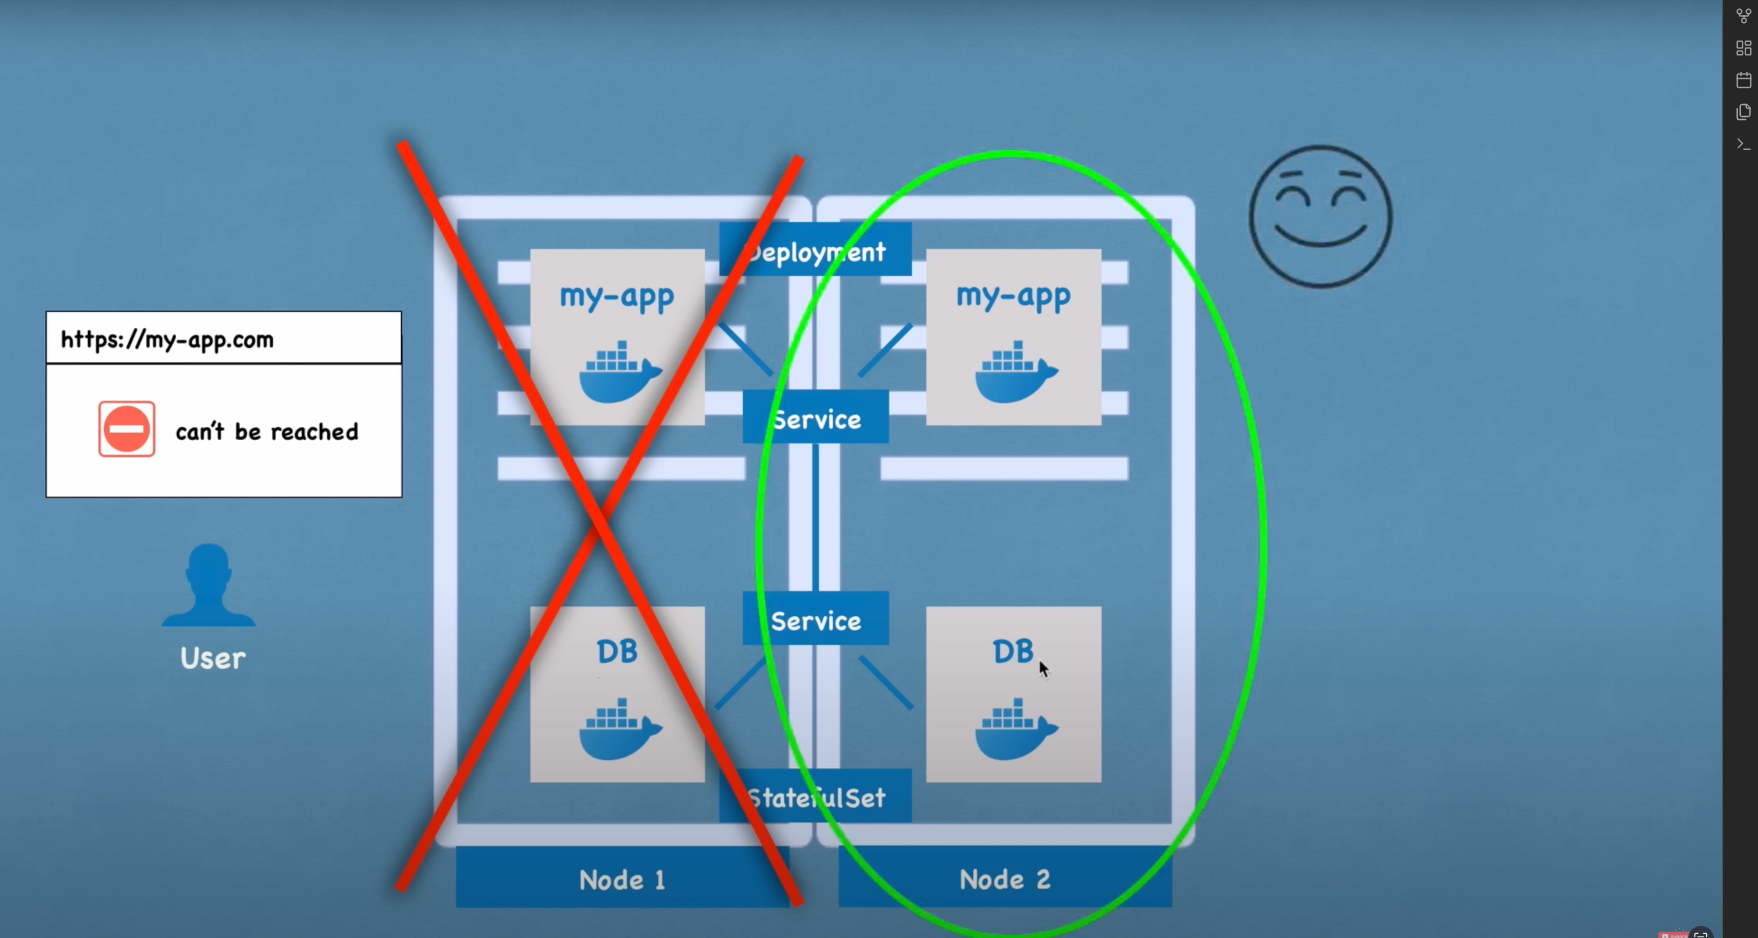 Deployment
my-app
my-app
https://my-app.com
Service
can't be reached
Service
DB
DB
User
StatefulSet
Node 1
Node 2